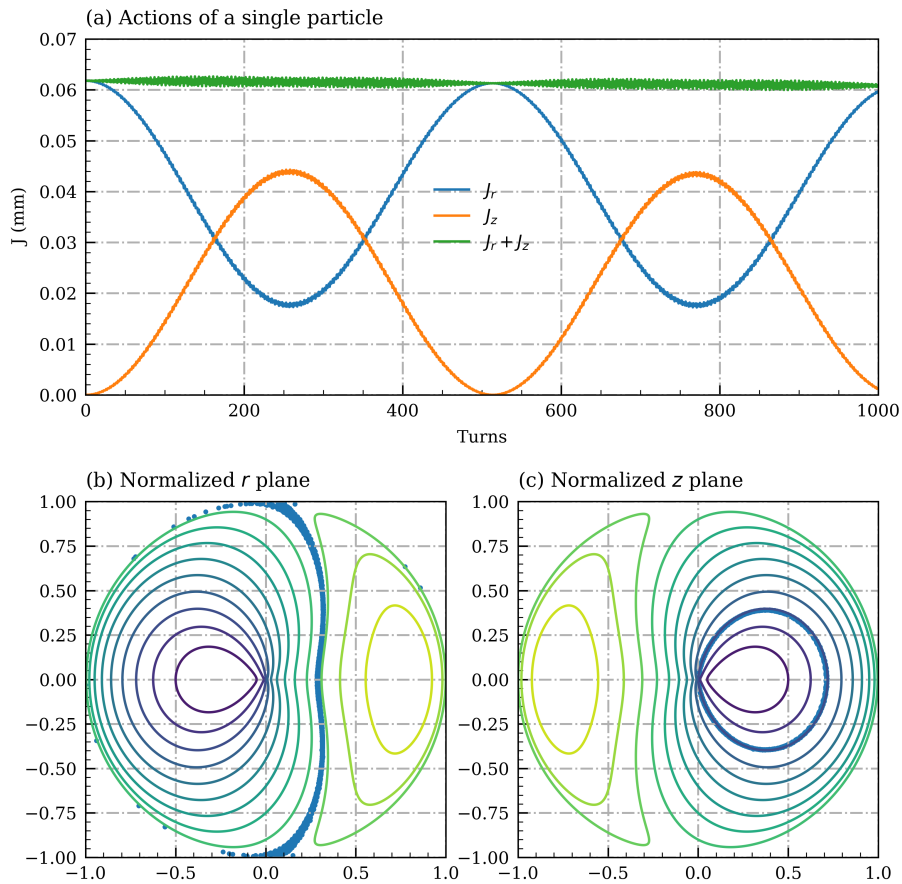 (a) Actions of a single particle
0.07
0.06
0.05
0.04
0.03
0.02
0.01
0.00
J (mm)
J_r
J_z
J_r + J_z
0 200 400 600 800 1000
Turns
(b) Normalized r plane
1.00
0.75
0.50
0.25
0.00
−0.25
−0.50
−0.75
−1.00
−1.0 −0.5 0.0 0.5 1.0
(c) Normalized z plane
1.00
0.75
0.50
0.25
0.00
−0.25
−0.50
−0.75
−1.00
−1.0 −0.5 0.0 0.5 1.0